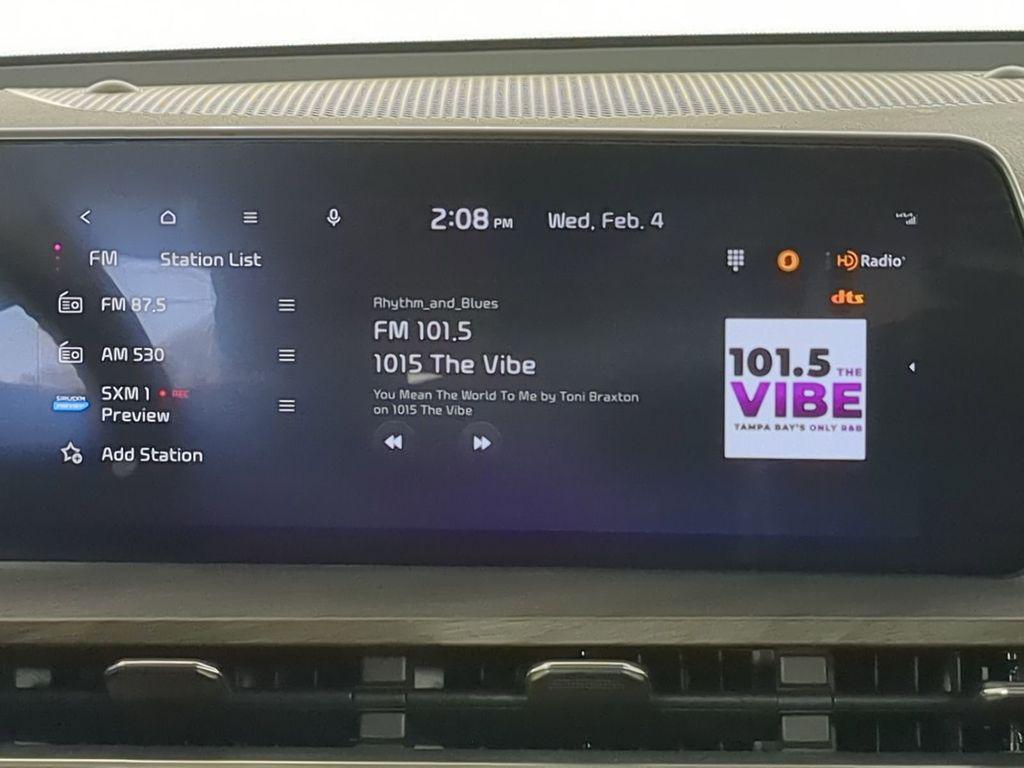 2:08 PM Wed, Feb. 4
FM Station List
HD Radio
dts
FM 87.5
AM 530
SXM 1 REC
Preview
Add Station
Rhythm_and_Blues
FM 101.5
1015 The Vibe
You Mean The World To Me by Toni Braxton
on 1015 The Vibe
101.5 THE
VIBE
TAMPA BAY'S ONLY R&B